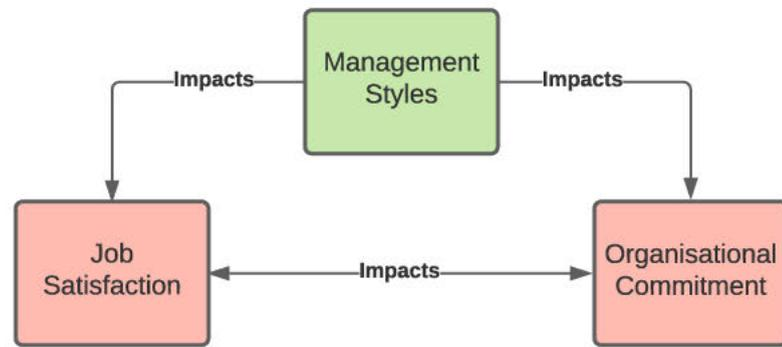 Management
Styles
Impacts
Impacts
Job
Satisfaction
Impacts
Organisational
Commitment